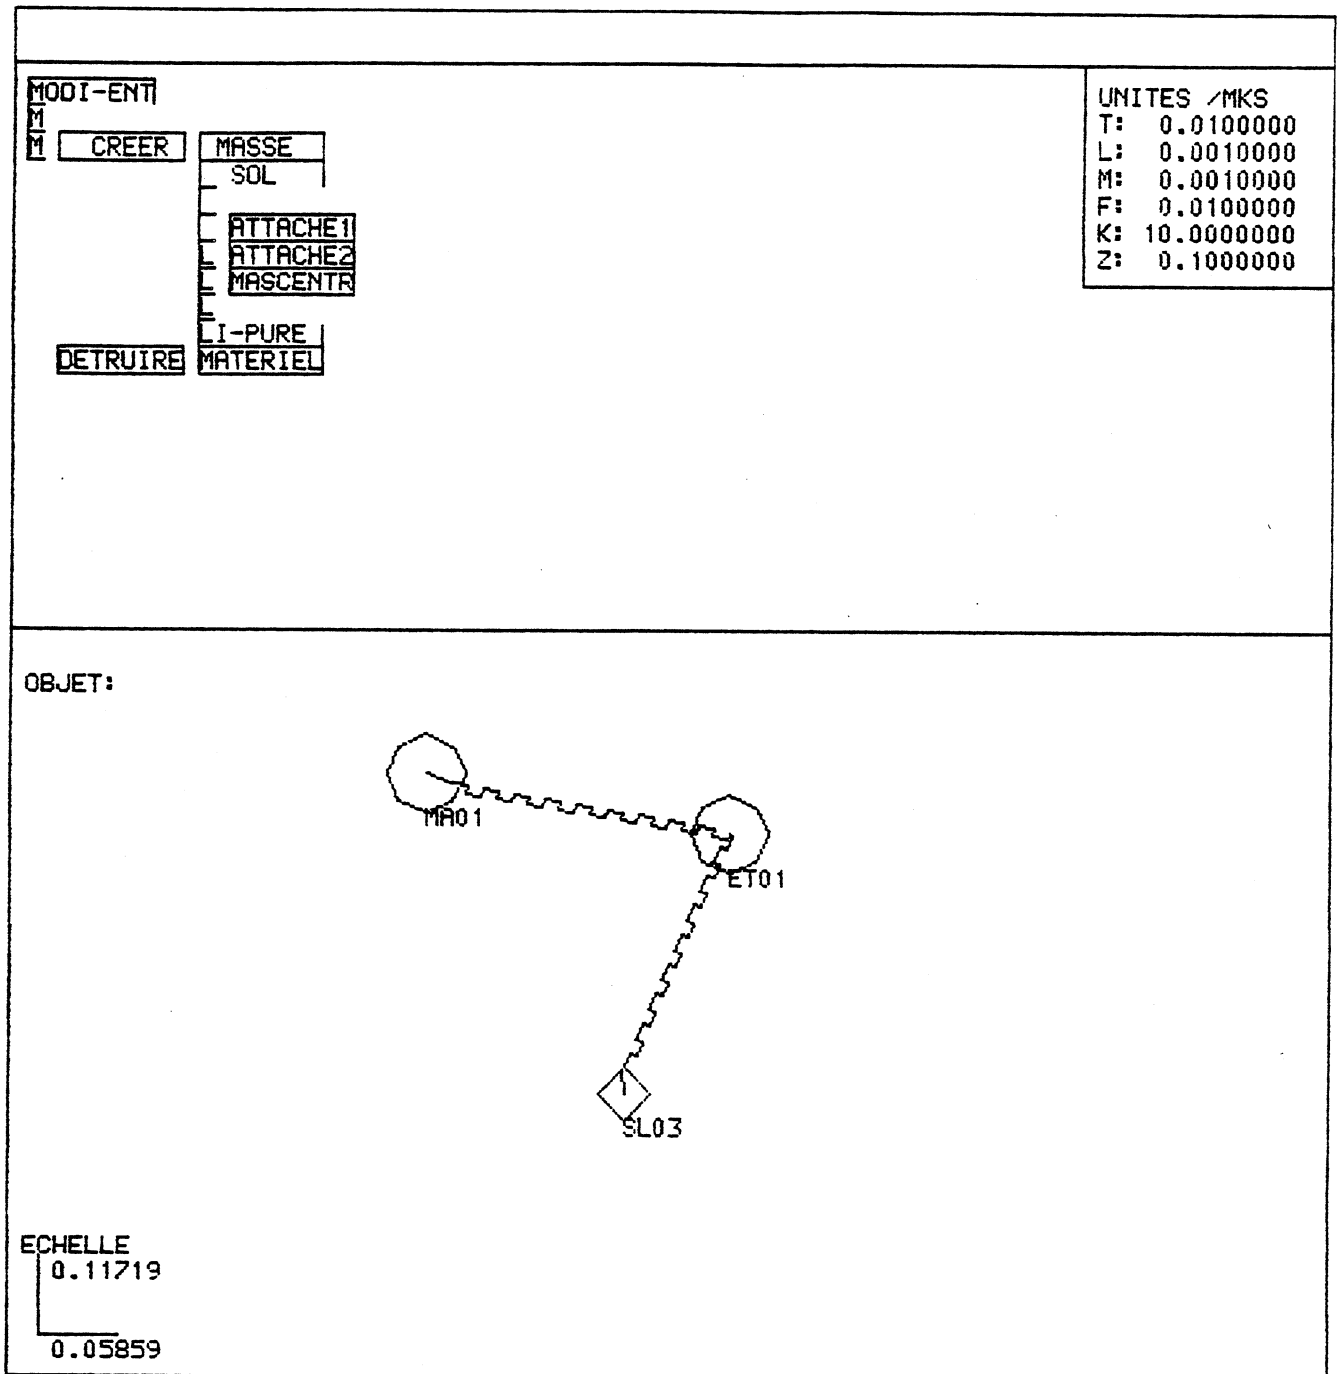 MODI-ENT
M
M CREER MASSE
SOL
ATTACHE1
L ATTACHE2
L MASCENTR
L
LI-PURE
DETRUIRE MATERIEL
UNITES /MKS
T: 0.0100000
L: 0.0010000
M: 0.0010000
F: 0.0100000
K: 10.0000000
Z: 0.1000000
OBJET:
MA01
ET01
SL03
ECHELLE
0.11719
0.05859